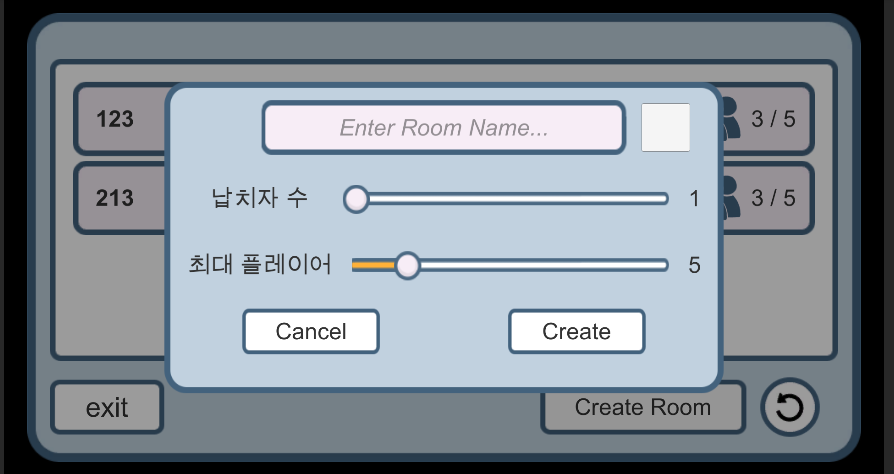 Enter Room Name...
123
3 / 5
납치자 수 1
213
3 / 5
최대 플레이어 5
Cancel
Create
exit
Create Room